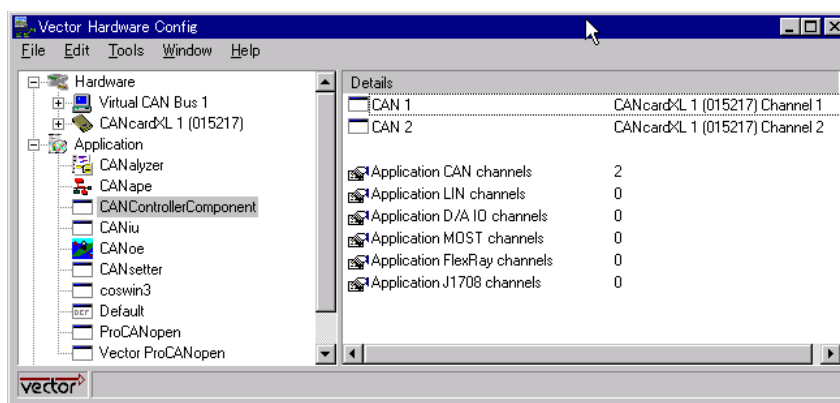 Vector Hardware Config
File Edit Tools Window Help
Hardware
Virtual CAN Bus 1
CANcardXL 1 (015217)
Application
CANalyzer
CANape
CANControllerComponent
CANiu
CANoe
CANsetter
coswin3
Default
ProCANopen
Vector ProCANopen
Details
CAN 1 CANcardXL 1 (015217) Channel 1
CAN 2 CANcardXL 1 (015217) Channel 2
Application CAN channels 2
Application LIN channels 0
Application D/A IO channels 0
Application MOST channels 0
Application FlexRay channels 0
Application J1708 channels 0
vector